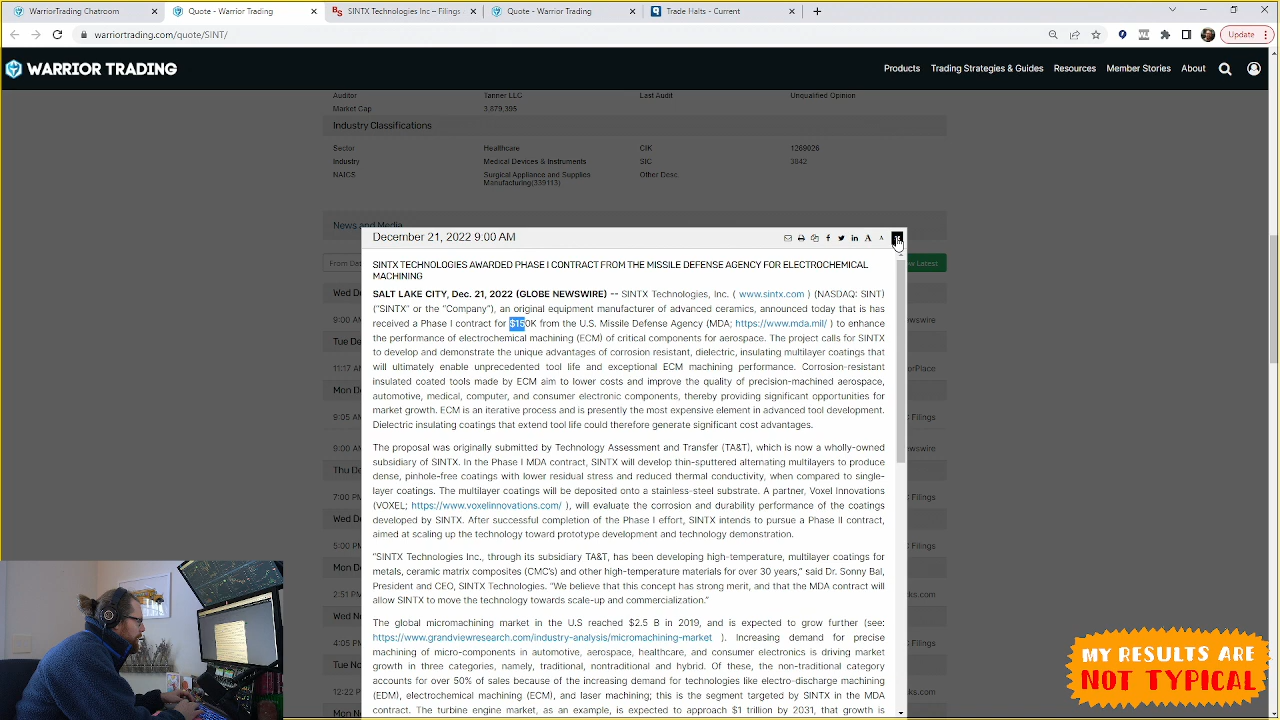 WarriorTrading Chatroom
Quote - Warrior Trading
SINTX Technologies Inc – Filings
Quote - Warrior Trading
Trade Halts - Current
warriortrading.com/quote/SINT/
Update
WARRIOR TRADING
Products
Trading Strategies & Guides
Resources
Member Stories
About
Auditor Tanner LLC Last Audit Unqualified Opinion
Market Cap 3,879,395
Industry Classifications
Sector Healthcare CIK 1269026
Industry Medical Devices & Instruments SIC 3842
NAICS Surgical Appliance and Supplies Other Desc.
Manufacturing(339113)
News and Media
December 21, 2022 9:00 AM
SINTX TECHNOLOGIES AWARDED PHASE I CONTRACT FROM THE MISSILE DEFENSE AGENCY FOR ELECTROCHEMICAL
MACHINING
SALT LAKE CITY, Dec. 21, 2022 (GLOBE NEWSWIRE) -- SINTX Technologies, Inc. ( www.sintx.com ) (NASDAQ: SINT)
("SINTX" or the "Company"), an original equipment manufacturer of advanced ceramics, announced today that is has
received a Phase I contract for $150K from the U.S. Missile Defense Agency (MDA; https://www.mda.mil/ ) to enhance
the performance of electrochemical machining (ECM) of critical components for aerospace. The project calls for SINTX
to develop and demonstrate the unique advantages of corrosion resistant, dielectric, insulating multilayer coatings that
will ultimately enable unprecedented tool life and exceptional ECM machining performance. Corrosion-resistant
insulated coated tools made by ECM aim to lower costs and improve the quality of precision-machined aerospace,
automotive, medical, computer, and consumer electronic components, thereby providing significant opportunities for
market growth. ECM is an iterative process and is presently the most expensive element in advanced tool development.
Dielectric insulating coatings that extend tool life could therefore generate significant cost advantages.
The proposal was originally submitted by Technology Assessment and Transfer (TA&T), which is now a wholly-owned
subsidiary of SINTX. In the Phase I MDA contract, SINTX will develop thin-sputtered alternating multilayers to produce
dense, pinhole-free coatings with lower residual stress and reduced thermal conductivity, when compared to single-
layer coatings. The multilayer coatings will be deposited onto a stainless-steel substrate. A partner, Voxel Innovations
(VOXEL; https://www.voxelinnovations.com/ ), will evaluate the corrosion and durability performance of the coatings
developed by SINTX. After successful completion of the Phase I effort, SINTX intends to pursue a Phase II contract,
aimed at scaling up the technology toward prototype development and technology demonstration.
"SINTX Technologies Inc., through its subsidiary TA&T, has been developing high-temperature, multilayer coatings for
metals, ceramic matrix composites (CMC's) and other high-temperature materials for over 30 years," said Dr. Sonny Bal,
President and CEO, SINTX Technologies. "We believe that this concept has strong merit, and that the MDA contract will
allow SINTX to move the technology towards scale-up and commercialization."
The global micromachining market in the U.S reached $2.5 B in 2019, and is expected to grow further (see:
https://www.grandviewresearch.com/industry-analysis/micromachining-market ). Increasing demand for precise
machining of micro-components in automotive, aerospace, healthcare, and consumer electronics is driving market
growth in three categories, namely, traditional, nontraditional and hybrid. Of these, the non-traditional category
accounts for over 50% of sales because of the increasing demand for technologies like electro-discharge machining
(EDM), electrochemical machining (ECM), and laser machining; this is the segment targeted by SINTX in the MDA
contract. The turbine engine market, as an example, is expected to approach $1 trillion by 2031, that growth is
MY RESULTS ARE
NOT TYPICAL